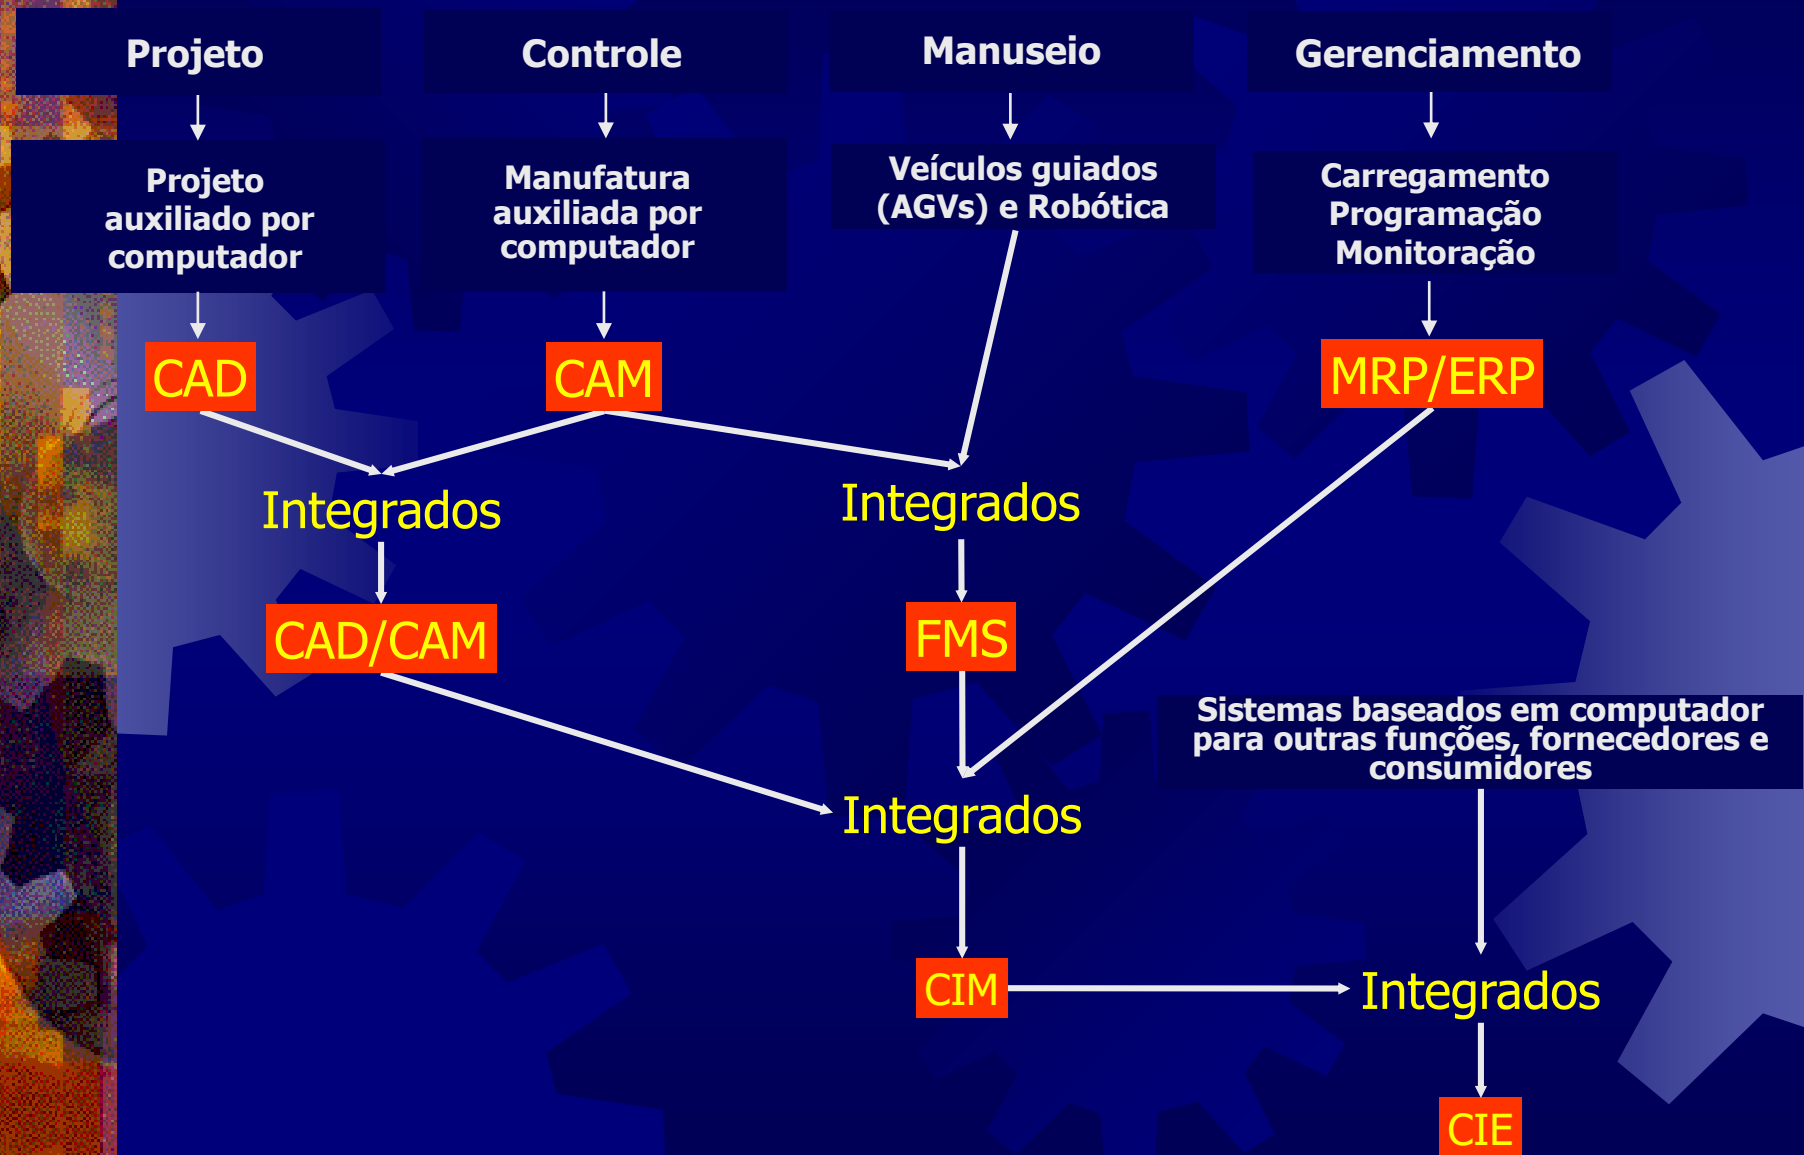 Projeto
Controle
Manuseio
Gerenciamento
Projeto
auxiliado por
computador
Manufatura
auxiliada por
computador
Veículos guiados
(AGVs) e Robótica
Carregamento
Programação
Monitoração
CAD
CAM
MRP/ERP
Integrados
Integrados
CAD/CAM
FMS
Sistemas baseados em computador
para outras funções, fornecedores e
consumidores
Integrados
CIM
Integrados
CIE